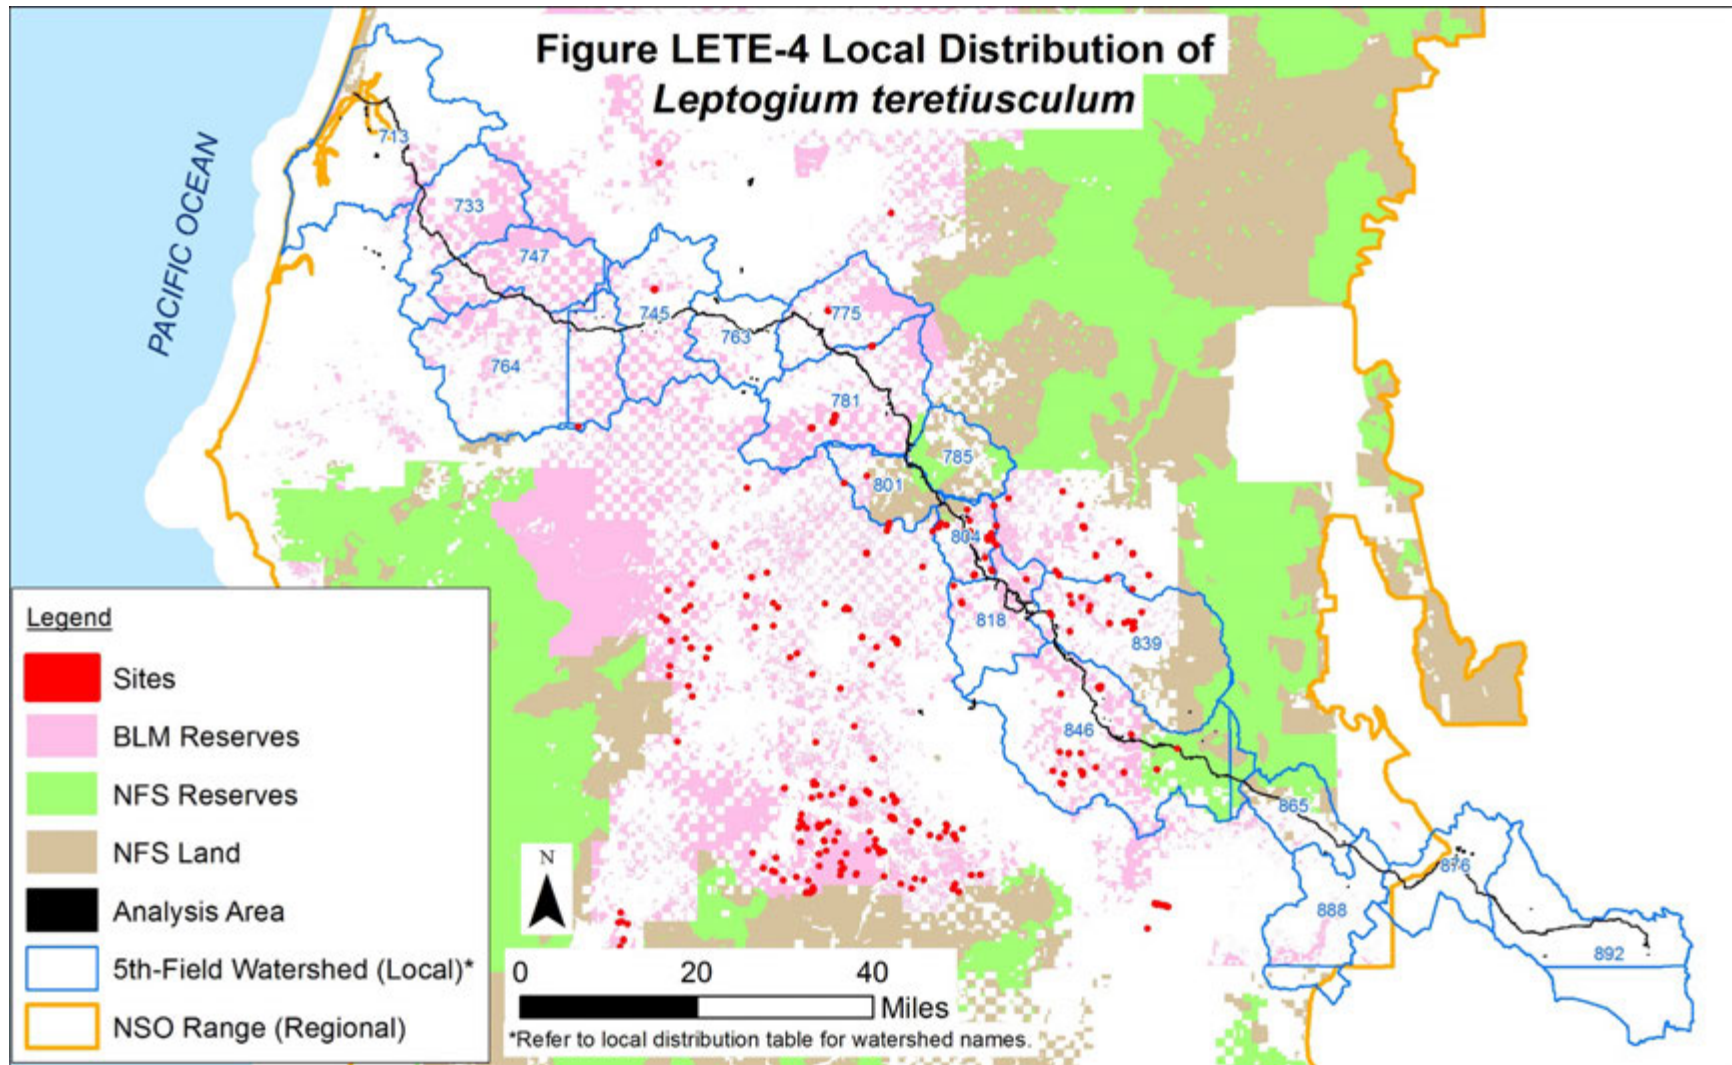 Figure LETE-4 Local Distribution of
Leptogium teretiusculum
PACIFIC OCEAN
713
733
747
745
775
763
764
781
785
801
804
818
839
846
865
876
888
892
Legend
Sites
BLM Reserves
NFS Reserves
NFS Land
Analysis Area
5th-Field Watershed (Local)*
NSO Range (Regional)
N
0 20 40
Miles
*Refer to local distribution table for watershed names.